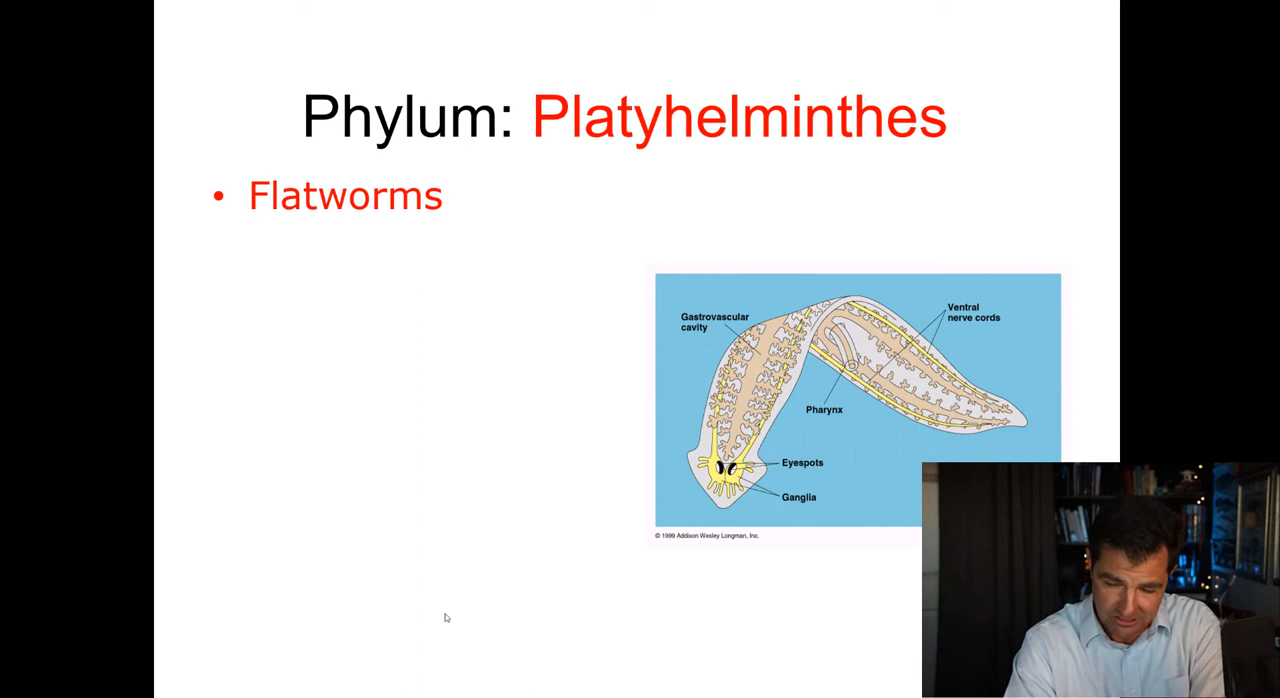 Phylum: Platyhelminthes
• Flatworms
Gastrovascular
cavity
Ventral
nerve cords
Pharynx
Eyespots
Ganglia
© 1999 Addison Wesley Longman, Inc.